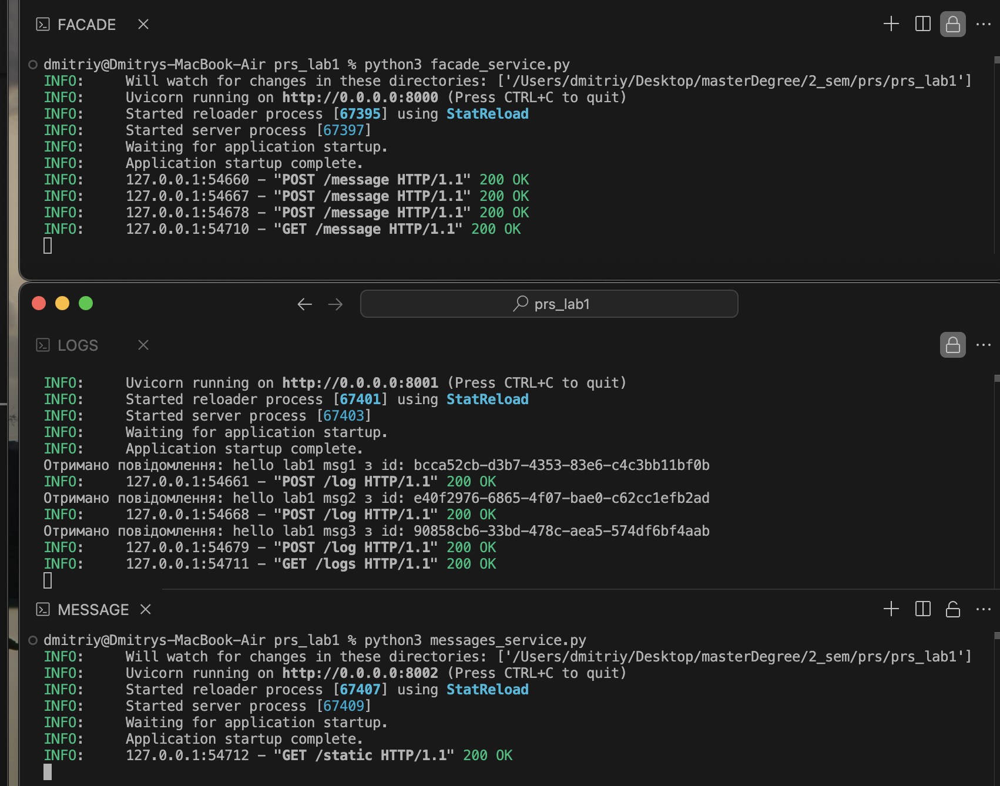 FACADE
dmitriy@Dmitrys-MacBook-Air prs_lab1 % python3 facade_service.py
INFO:     Will watch for changes in these directories: ['/Users/dmitriy/Desktop/masterDegree/2_sem/prs/prs_lab1']
INFO:     Uvicorn running on http://0.0.0.0:8000 (Press CTRL+C to quit)
INFO:     Started reloader process [67395] using StatReload
INFO:     Started server process [67397]
INFO:     Waiting for application startup.
INFO:     Application startup complete.
INFO:     127.0.0.1:54660 - "POST /message HTTP/1.1" 200 OK
INFO:     127.0.0.1:54667 - "POST /message HTTP/1.1" 200 OK
INFO:     127.0.0.1:54678 - "POST /message HTTP/1.1" 200 OK
INFO:     127.0.0.1:54710 - "GET /message HTTP/1.1" 200 OK
prs_lab1
LOGS
INFO:     Uvicorn running on http://0.0.0.0:8001 (Press CTRL+C to quit)
INFO:     Started reloader process [67401] using StatReload
INFO:     Started server process [67403]
INFO:     Waiting for application startup.
INFO:     Application startup complete.
Отримано повідомлення: hello lab1 msg1 з id: bcca52cb-d3b7-4353-83e6-c4c3bb11bf0b
INFO:     127.0.0.1:54661 - "POST /log HTTP/1.1" 200 OK
Отримано повідомлення: hello lab1 msg2 з id: e40f2976-6865-4f07-bae0-c62cc1efb2ad
INFO:     127.0.0.1:54668 - "POST /log HTTP/1.1" 200 OK
Отримано повідомлення: hello lab1 msg3 з id: 90858cb6-33bd-478c-aea5-574df6bf4aab
INFO:     127.0.0.1:54679 - "POST /log HTTP/1.1" 200 OK
INFO:     127.0.0.1:54711 - "GET /logs HTTP/1.1" 200 OK
MESSAGE
dmitriy@Dmitrys-MacBook-Air prs_lab1 % python3 messages_service.py
INFO:     Will watch for changes in these directories: ['/Users/dmitriy/Desktop/masterDegree/2_sem/prs/prs_lab1']
INFO:     Uvicorn running on http://0.0.0.0:8002 (Press CTRL+C to quit)
INFO:     Started reloader process [67407] using StatReload
INFO:     Started server process [67409]
INFO:     Waiting for application startup.
INFO:     Application startup complete.
INFO:     127.0.0.1:54712 - "GET /static HTTP/1.1" 200 OK